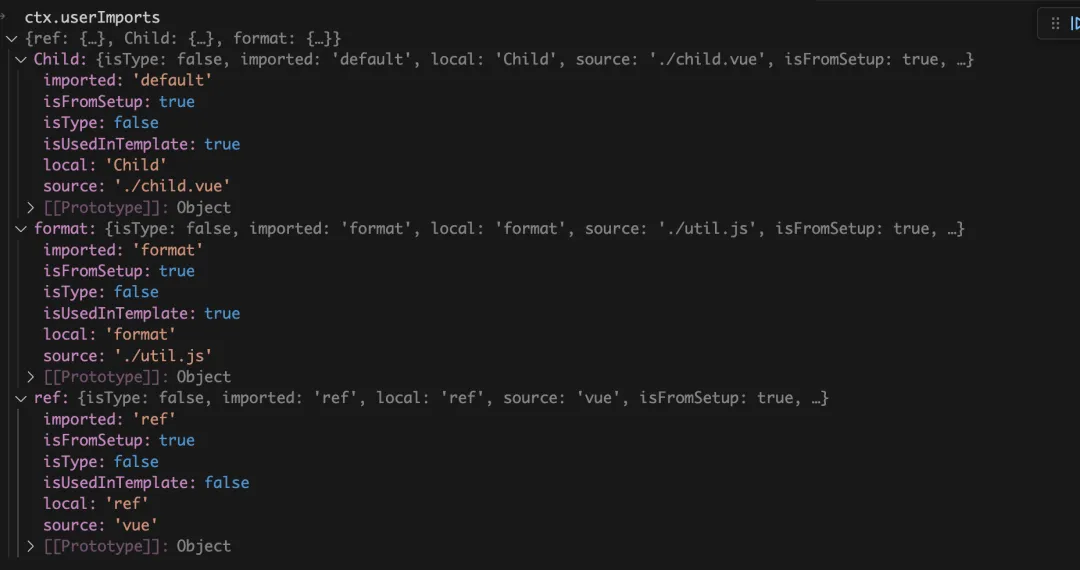 ctx.userImports
{ref: {…}, Child: {…}, format: {…}}
Child: {isType: false, imported: 'default', local: 'Child', source: './child.vue', isFromSetup: true, …}
imported: 'default'
isFromSetup: true
isType: false
isUsedInTemplate: true
local: 'Child'
source: './child.vue'
[[Prototype]]: Object
format: {isType: false, imported: 'format', local: 'format', source: './util.js', isFromSetup: true, …}
imported: 'format'
isFromSetup: true
isType: false
isUsedInTemplate: true
local: 'format'
source: './util.js'
[[Prototype]]: Object
ref: {isType: false, imported: 'ref', local: 'ref', source: 'vue', isFromSetup: true, …}
imported: 'ref'
isFromSetup: true
isType: false
isUsedInTemplate: false
local: 'ref'
source: 'vue'
[[Prototype]]: Object